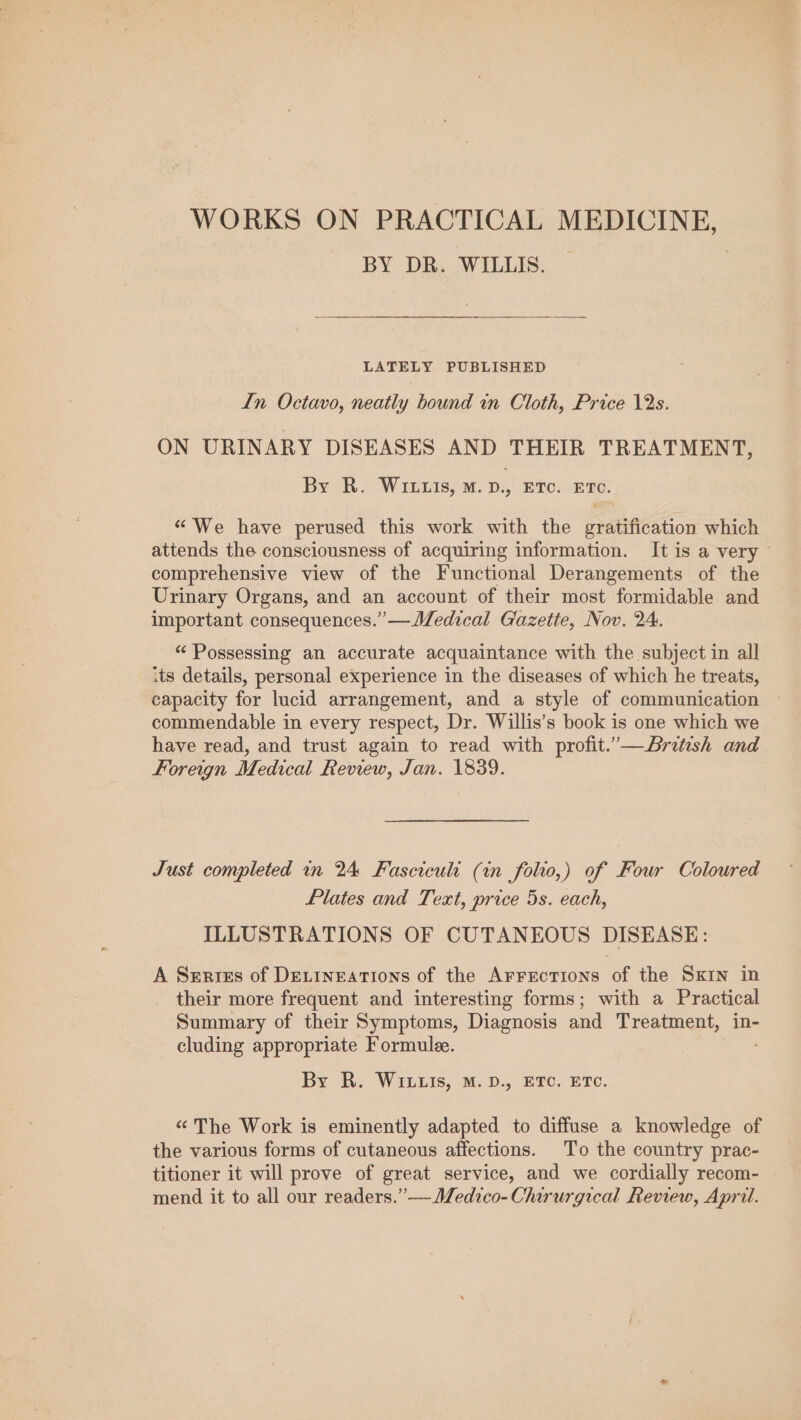 WORKS ON PRACTICAL MEDICINE,
BY DR. WILLIS.
LATELY PUBLISHED
In Octavo, neatly bound in Cloth, Price 12s.
ON URINARY DISEASES AND THEIR TREATMENT,
By R. Willis, m. d., etc. etc.
“We have perused this work with the gratification which
attends the consciousness of acquiring information. It is a very
comprehensive view of the Functional Derangements of the
Urinary Organs, and an account of their most formidable and
important consequences.”—Medical Gazette, Nov. 24.
“Possessing an accurate acquaintance with the subject in all
its details, personal experience in the diseases of which he treats,
capacity for lucid arrangement, and a style of communication
commendable in every respect, Dr. Willis’s book is one which we
have read, and trust again to read with profit.”—British and
Foreign Medical Review, Jan. 1839.
Just completed in 24 Fasciculi (in folio,) of Four Coloured
Plates and Text, price 5s. each,
ILLUSTRATIONS OF CUTANEOUS DISEASE:
A Series of Delineations of the Affections of the Skin in
their more frequent and interesting forms; with a Practical
Summary of their Symptoms, Diagnosis and Treatment, in-
cluding appropriate Formulæ.
By R. Willis, m. d., etc. etc.
“The Work is eminently adapted to diffuse a knowledge of
the various forms of cutaneous affections. To the country prac-
titioner it will prove of great service, and we cordially recom-
mend it to all our readers.”—Medico-Chirurgical Review, April.